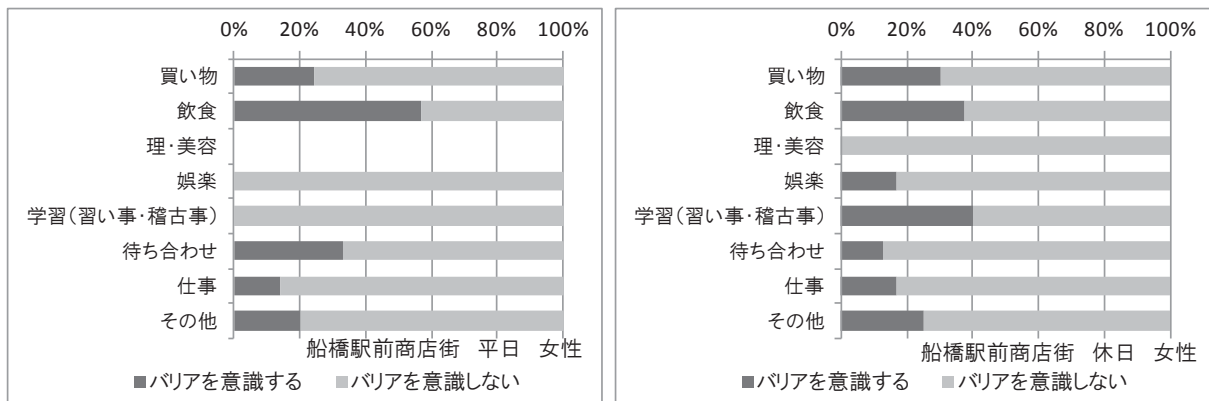 0% 20% 40% 60% 80% 100%
買い物
飲食
理・美容
娯楽
学習(習い事・稽古事)
待ち合わせ
仕事
その他
船橋駅前商店街 平日 女性
■バリアを意識する ■バリアを意識しない
0% 20% 40% 60% 80% 100%
買い物
飲食
理・美容
娯楽
学習(習い事・稽古事)
待ち合わせ
仕事
その他
船橋駅前商店街 休日 女性
■バリアを意識する ■バリアを意識しない